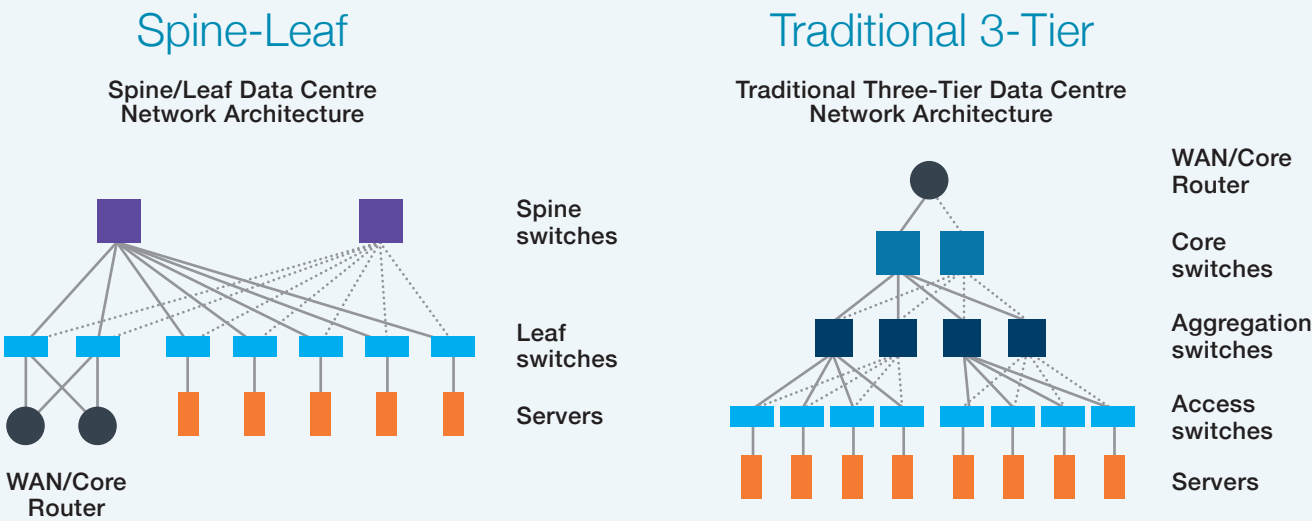 Spine-Leaf
Spine/Leaf Data Centre
Network Architecture
Spine
switches
Leaf
switches
Servers
WAN/Core
Router
Traditional 3-Tier
Traditional Three-Tier Data Centre
Network Architecture
WAN/Core
Router
Core
switches
Aggregation
switches
Access
switches
Servers